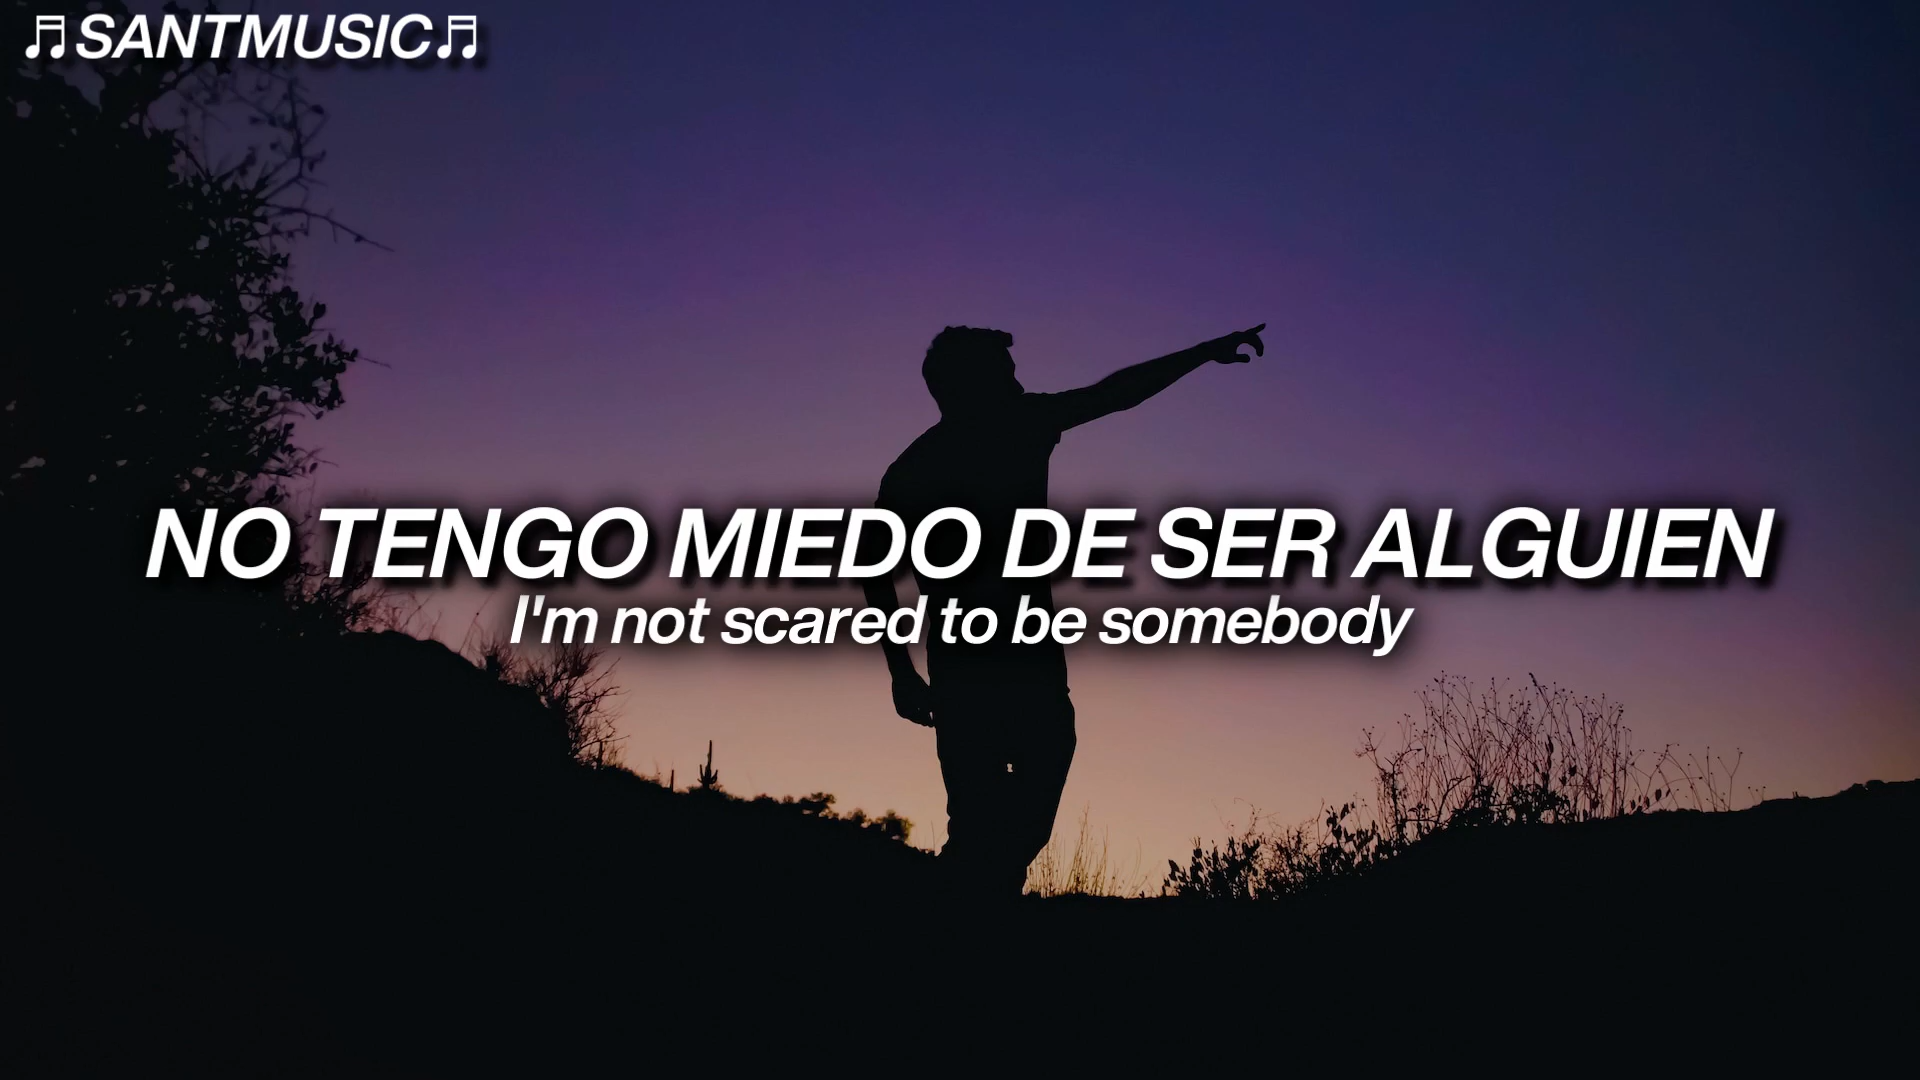 ♬SANTMUSIC♬
NO TENGO MIEDO DE SER ALGUIEN
I'm not scared to be somebody